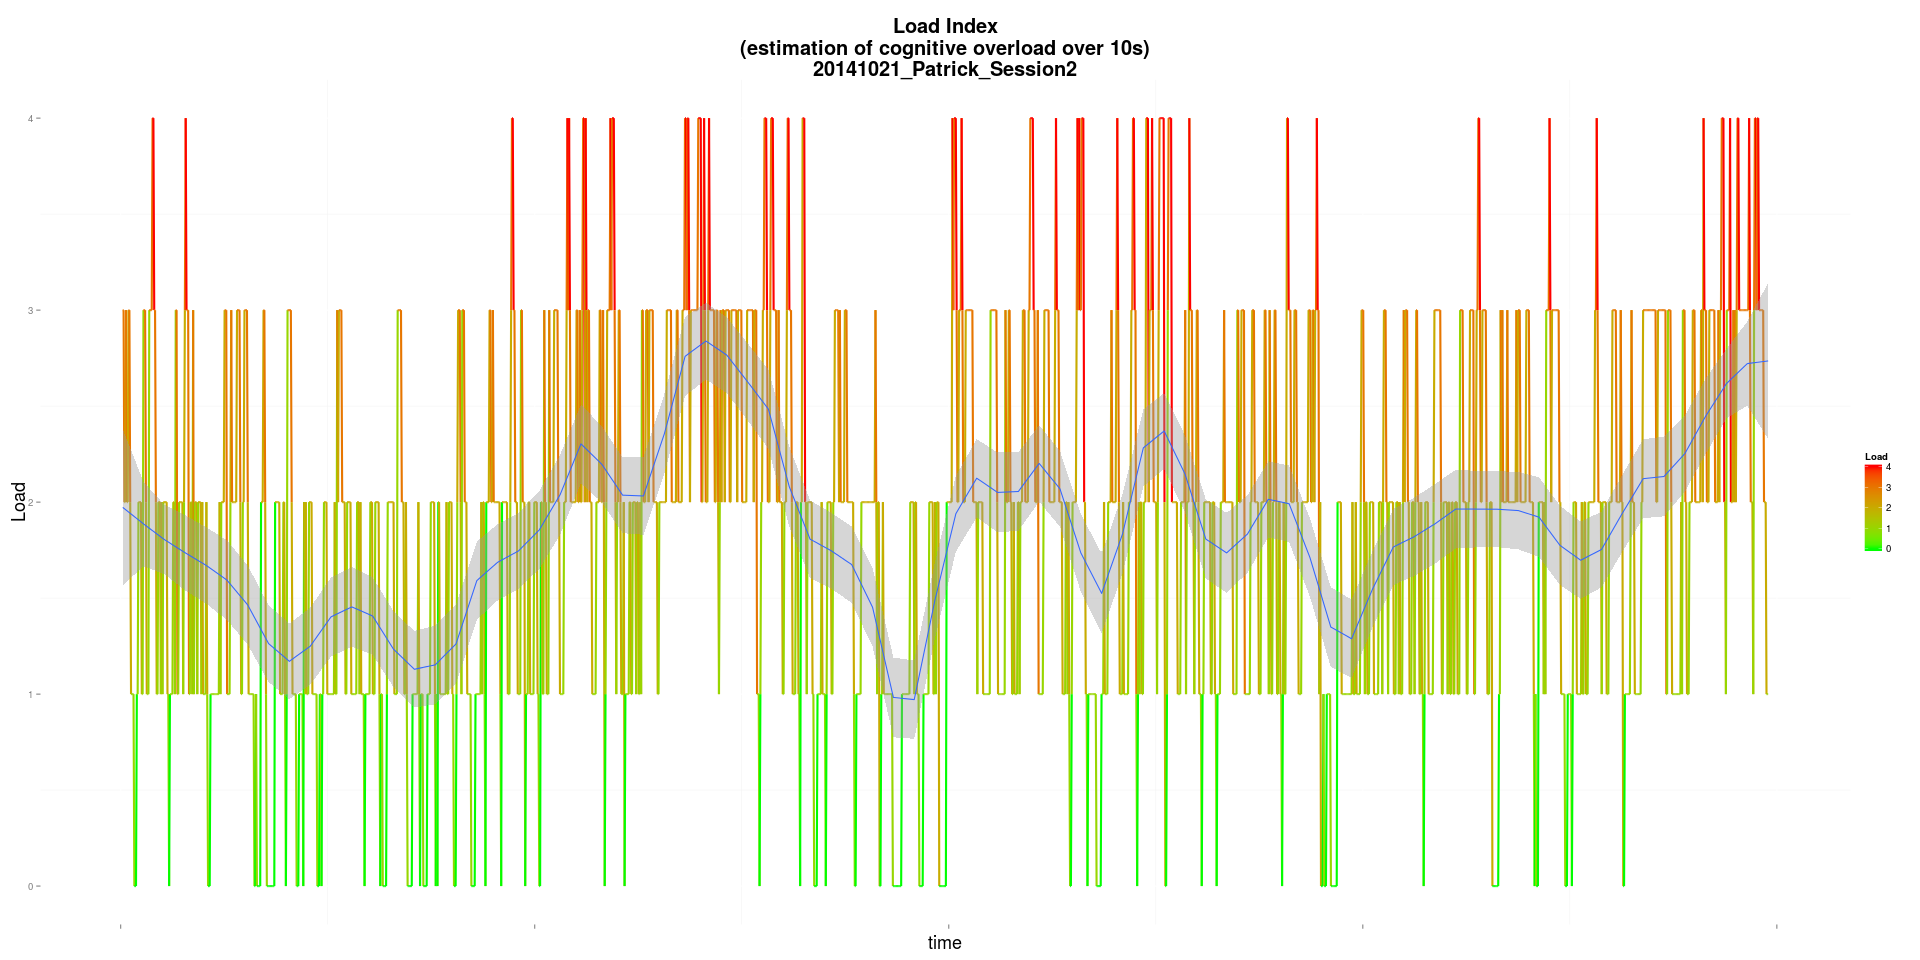 Load Index
(estimation of cognitive overload over 10s)
20141021_Patrick_Session2
4
3
2
1
0
Load
time
Load
4
3
2
1
0